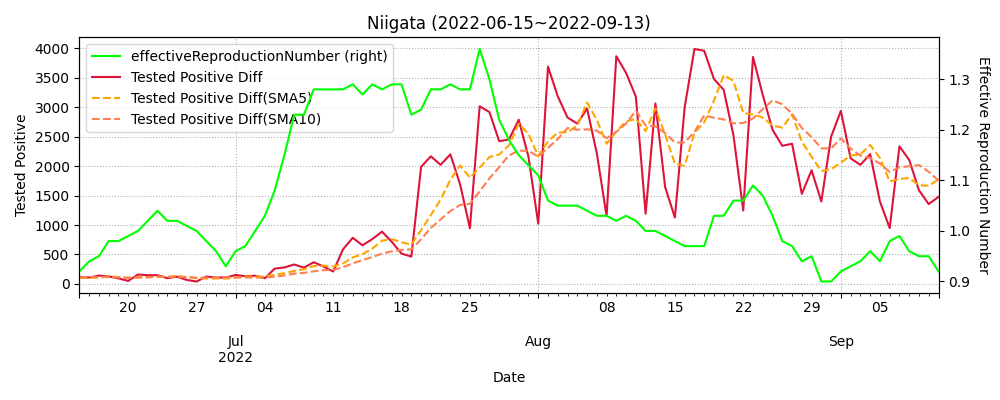 Niigata (2022-06-15~2022-09-13)
effectiveReproductionNumber (right)
Tested Positive Diff
Tested Positive Diff(SMA5)
Tested Positive Diff(SMA10)
Tested Positive
4000
3500
3000
2500
2000
1500
1000
500
0
Effective Reproduction Number
1.3
1.2
1.1
1.0
0.9
20 27 04 11 18 25 08 15 22 29 05
Jul Aug Sep
2022
Date